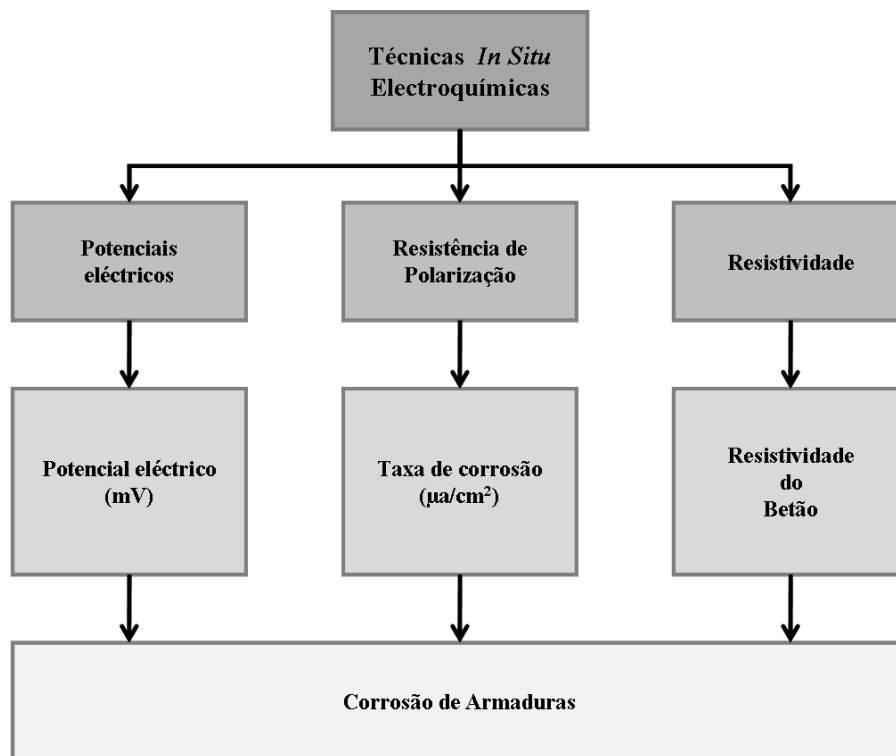 Técnicas In Situ
Electroquímicas
Potenciais
eléctricos
Resistência de
Polarização
Resistividade
Potencial eléctrico
(mV)
Taxa de corrosão
(μa/cm²)
Resistividade
do
Betão
Corrosão de Armaduras